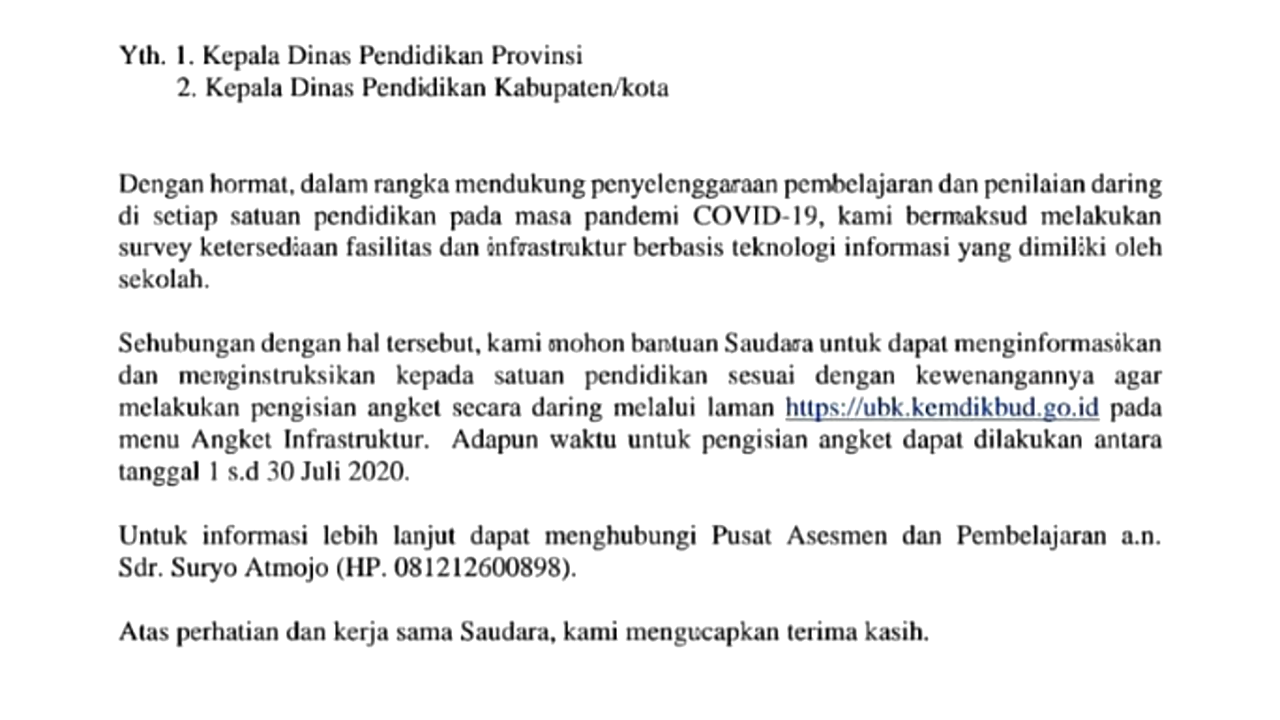 Yth. 1. Kepala Dinas Pendidikan Provinsi
2. Kepala Dinas Pendidikan Kabupaten/kota
Dengan hormat, dalam rangka mendukung penyelenggaraan pembelajaran dan penilaian daring
di setiap satuan pendidikan pada masa pandemi COVID-19, kami bermaksud melakukan
survey ketersediaan fasilitas dan infrastruktur berbasis teknologi informasi yang dimiliki oleh
sekolah.
Sehubungan dengan hal tersebut, kami mohon bantuan Saudara untuk dapat menginformasikan
dan menginstruksikan kepada satuan pendidikan sesuai dengan kewenangannya agar
melakukan pengisian angket secara daring melalui laman https://ubk.kemdikbud.go.id pada
menu Angket Infrastruktur. Adapun waktu untuk pengisian angket dapat dilakukan antara
tanggal 1 s.d 30 Juli 2020.
Untuk informasi lebih lanjut dapat menghubungi Pusat Asesmen dan Pembelajaran a.n.
Sdr. Suryo Atmojo (HP. 081212600898).
Atas perhatian dan kerja sama Saudara, kami mengucapkan terima kasih.